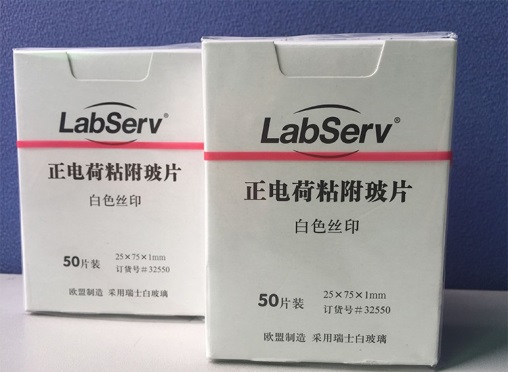 LabServ®
正电荷粘附玻片
白色丝印
50片装
25×75×1mm
订货号#32550
欧盟制造 采用瑞士白玻璃
LabServ®
正电荷粘附玻片
白色丝印
50片装
25×75×1mm
订货号#32550
欧盟制造 采用瑞士白玻璃